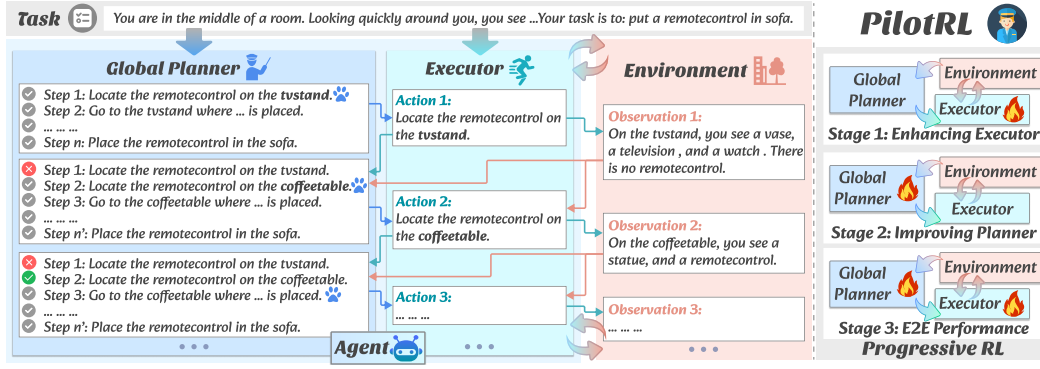 Task
You are in the middle of a room. Looking quickly around you, you see ...Your task is to: put a remotecontrol in sofa.
Global Planner
Step 1: Locate the remotecontrol on the tvstand.
Step 2: Go to the tvstand where ... is placed.
... ... ...
Step n: Place the remotecontrol in the sofa.
Step 1: Locate the remotecontrol on the tvstand.
Step 2: Locate the remotecontrol on the coffeetable.
Step 3: Go to the coffeetable where ... is placed.
... ...
Step n': Place the remotecontrol in the sofa.
Step 1: Locate the remotecontrol on the tvstand.
Step 2: Locate the remotecontrol on the coffeetable.
Step 3: Go to the coffeetable where ... is placed.
... ...
Step n': Place the remotecontrol in the sofa.
Executor
Action 1:
Locate the remotecontrol on
the tvstand.
Action 2:
Locate the remotecontrol on
the coffeetable.
Action 3:
... ... ...
Environment
Observation 1:
On the tvstand, you see a vase,
a television , and a watch . There
is no remotecontrol.
Observation 2:
On the coffeetable, you see a
statue, and a remotecontrol.
Observation 3:
... ... ...
Agent
PilotRL
Global
Planner
Environment
Executor
Stage 1: Enhancing Executor
Global
Planner
Environment
Executor
Stage 2: Improving Planner
Global
Planner
Environment
Executor
Stage 3: E2E Performance
Progressive RL